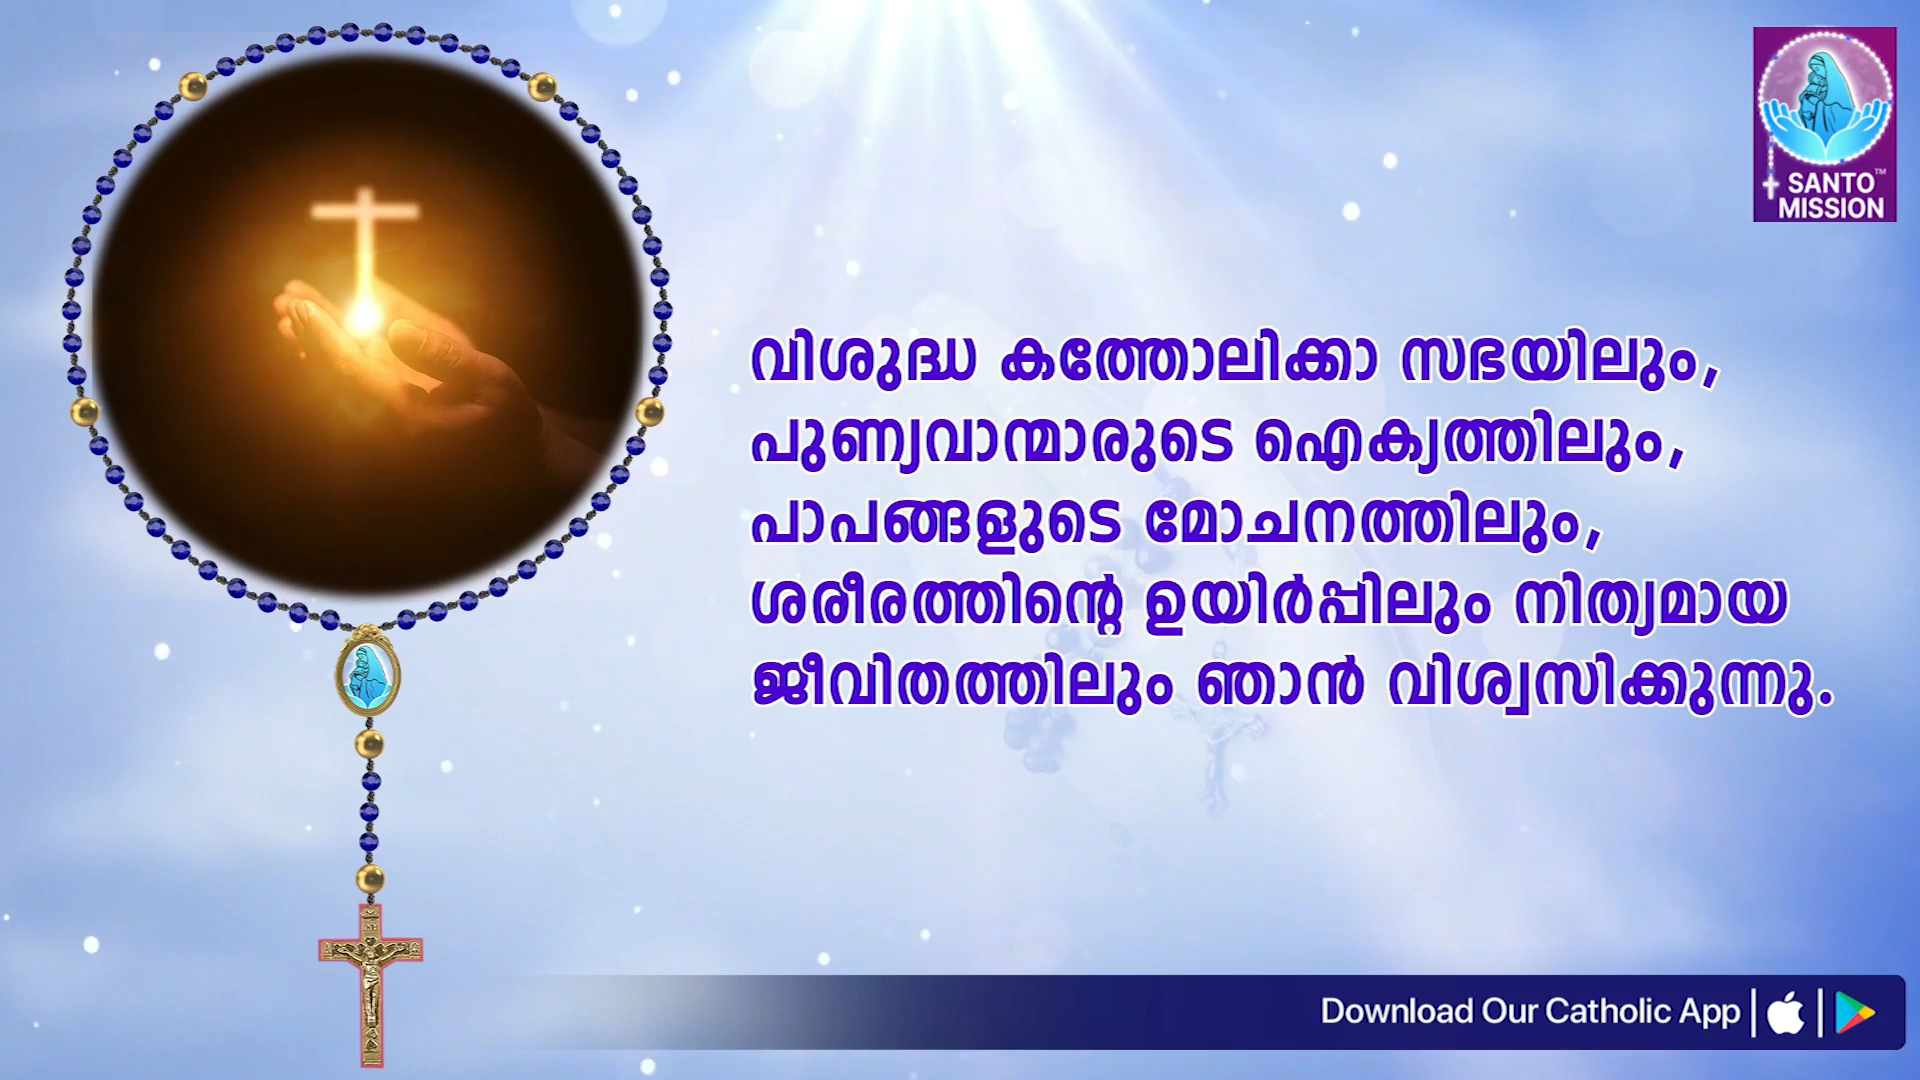 SANTO™
MISSION
വിശുദ്ധ കത്തോലിക്കാ സഭയിലും,
പുണ്യവാന്മാരുടെ ഐക്യത്തിലും,
പാപങ്ങളുടെ മോചനത്തിലും,
ശരീരത്തിന്റെ ഉയിർപ്പിലും നിത്യമായ
ജീവിതത്തിലും ഞാൻ വിശ്വസിക്കുന്നു.
Download Our Catholic App